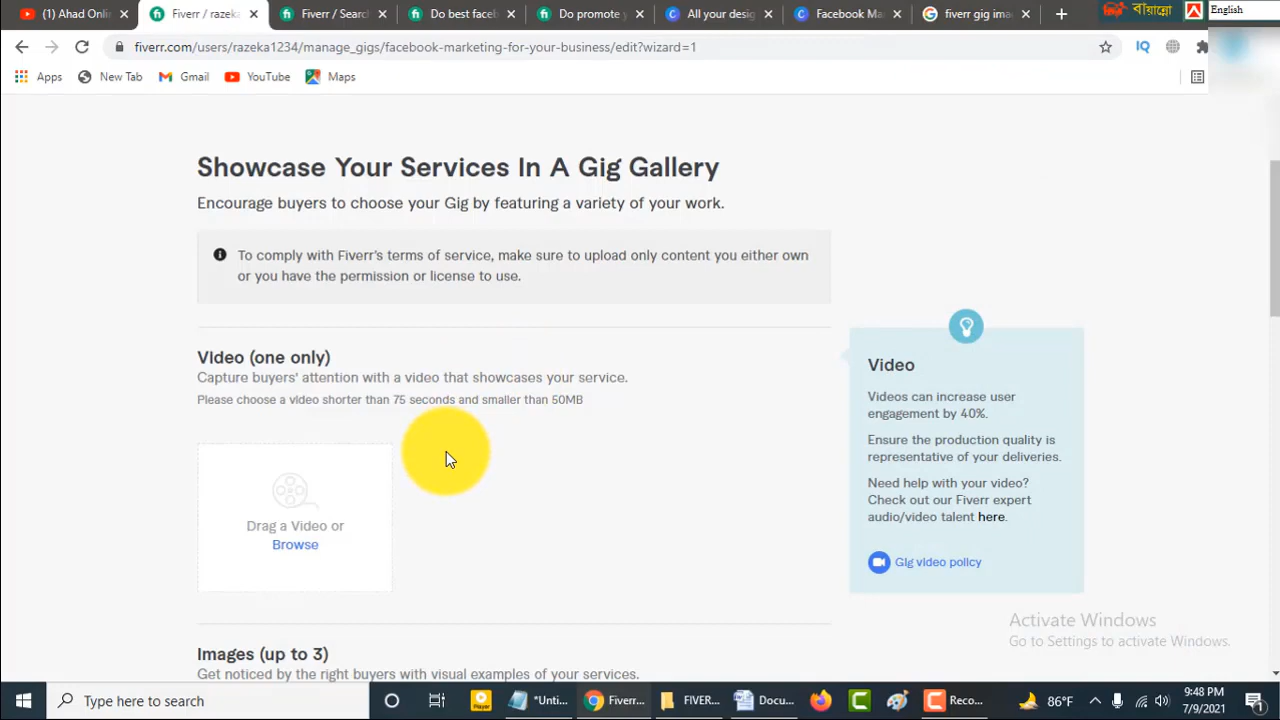 (1) Ahad Onlin
Fiverr / razeka
Fiverr / Search
Do best faceb
Do promote y
All your desig
Facebook Ma
fiverr gig ima
বায়ান্নো
English
fiverr.com/users/razeka1234/manage_gigs/facebook-marketing-for-your-business/edit?wizard=1
IQ
Apps
New Tab
Gmail
YouTube
Maps
Showcase Your Services In A Gig Gallery
Encourage buyers to choose your Gig by featuring a variety of your work.
To comply with Fiverr's terms of service, make sure to upload only content you either own
or you have the permission or license to use.
Video (one only)
Capture buyers' attention with a video that showcases your service.
Please choose a video shorter than 75 seconds and smaller than 50MB
Drag a Video or
Browse
Video
Videos can increase user
engagement by 40%.
Ensure the production quality is
representative of your deliveries.
Need help with your video?
Check out our Fiverr expert
audio/video talent here.
Gig video policy
Images (up to 3)
Get noticed by the right buyers with visual examples of your services.
Activate Windows
Go to Settings to activate Windows.
Type here to search
Player
*Unti...
Fiverr...
FIVER...
Docu...
Reco...
86°F
9:48 PM
7/9/2021
1